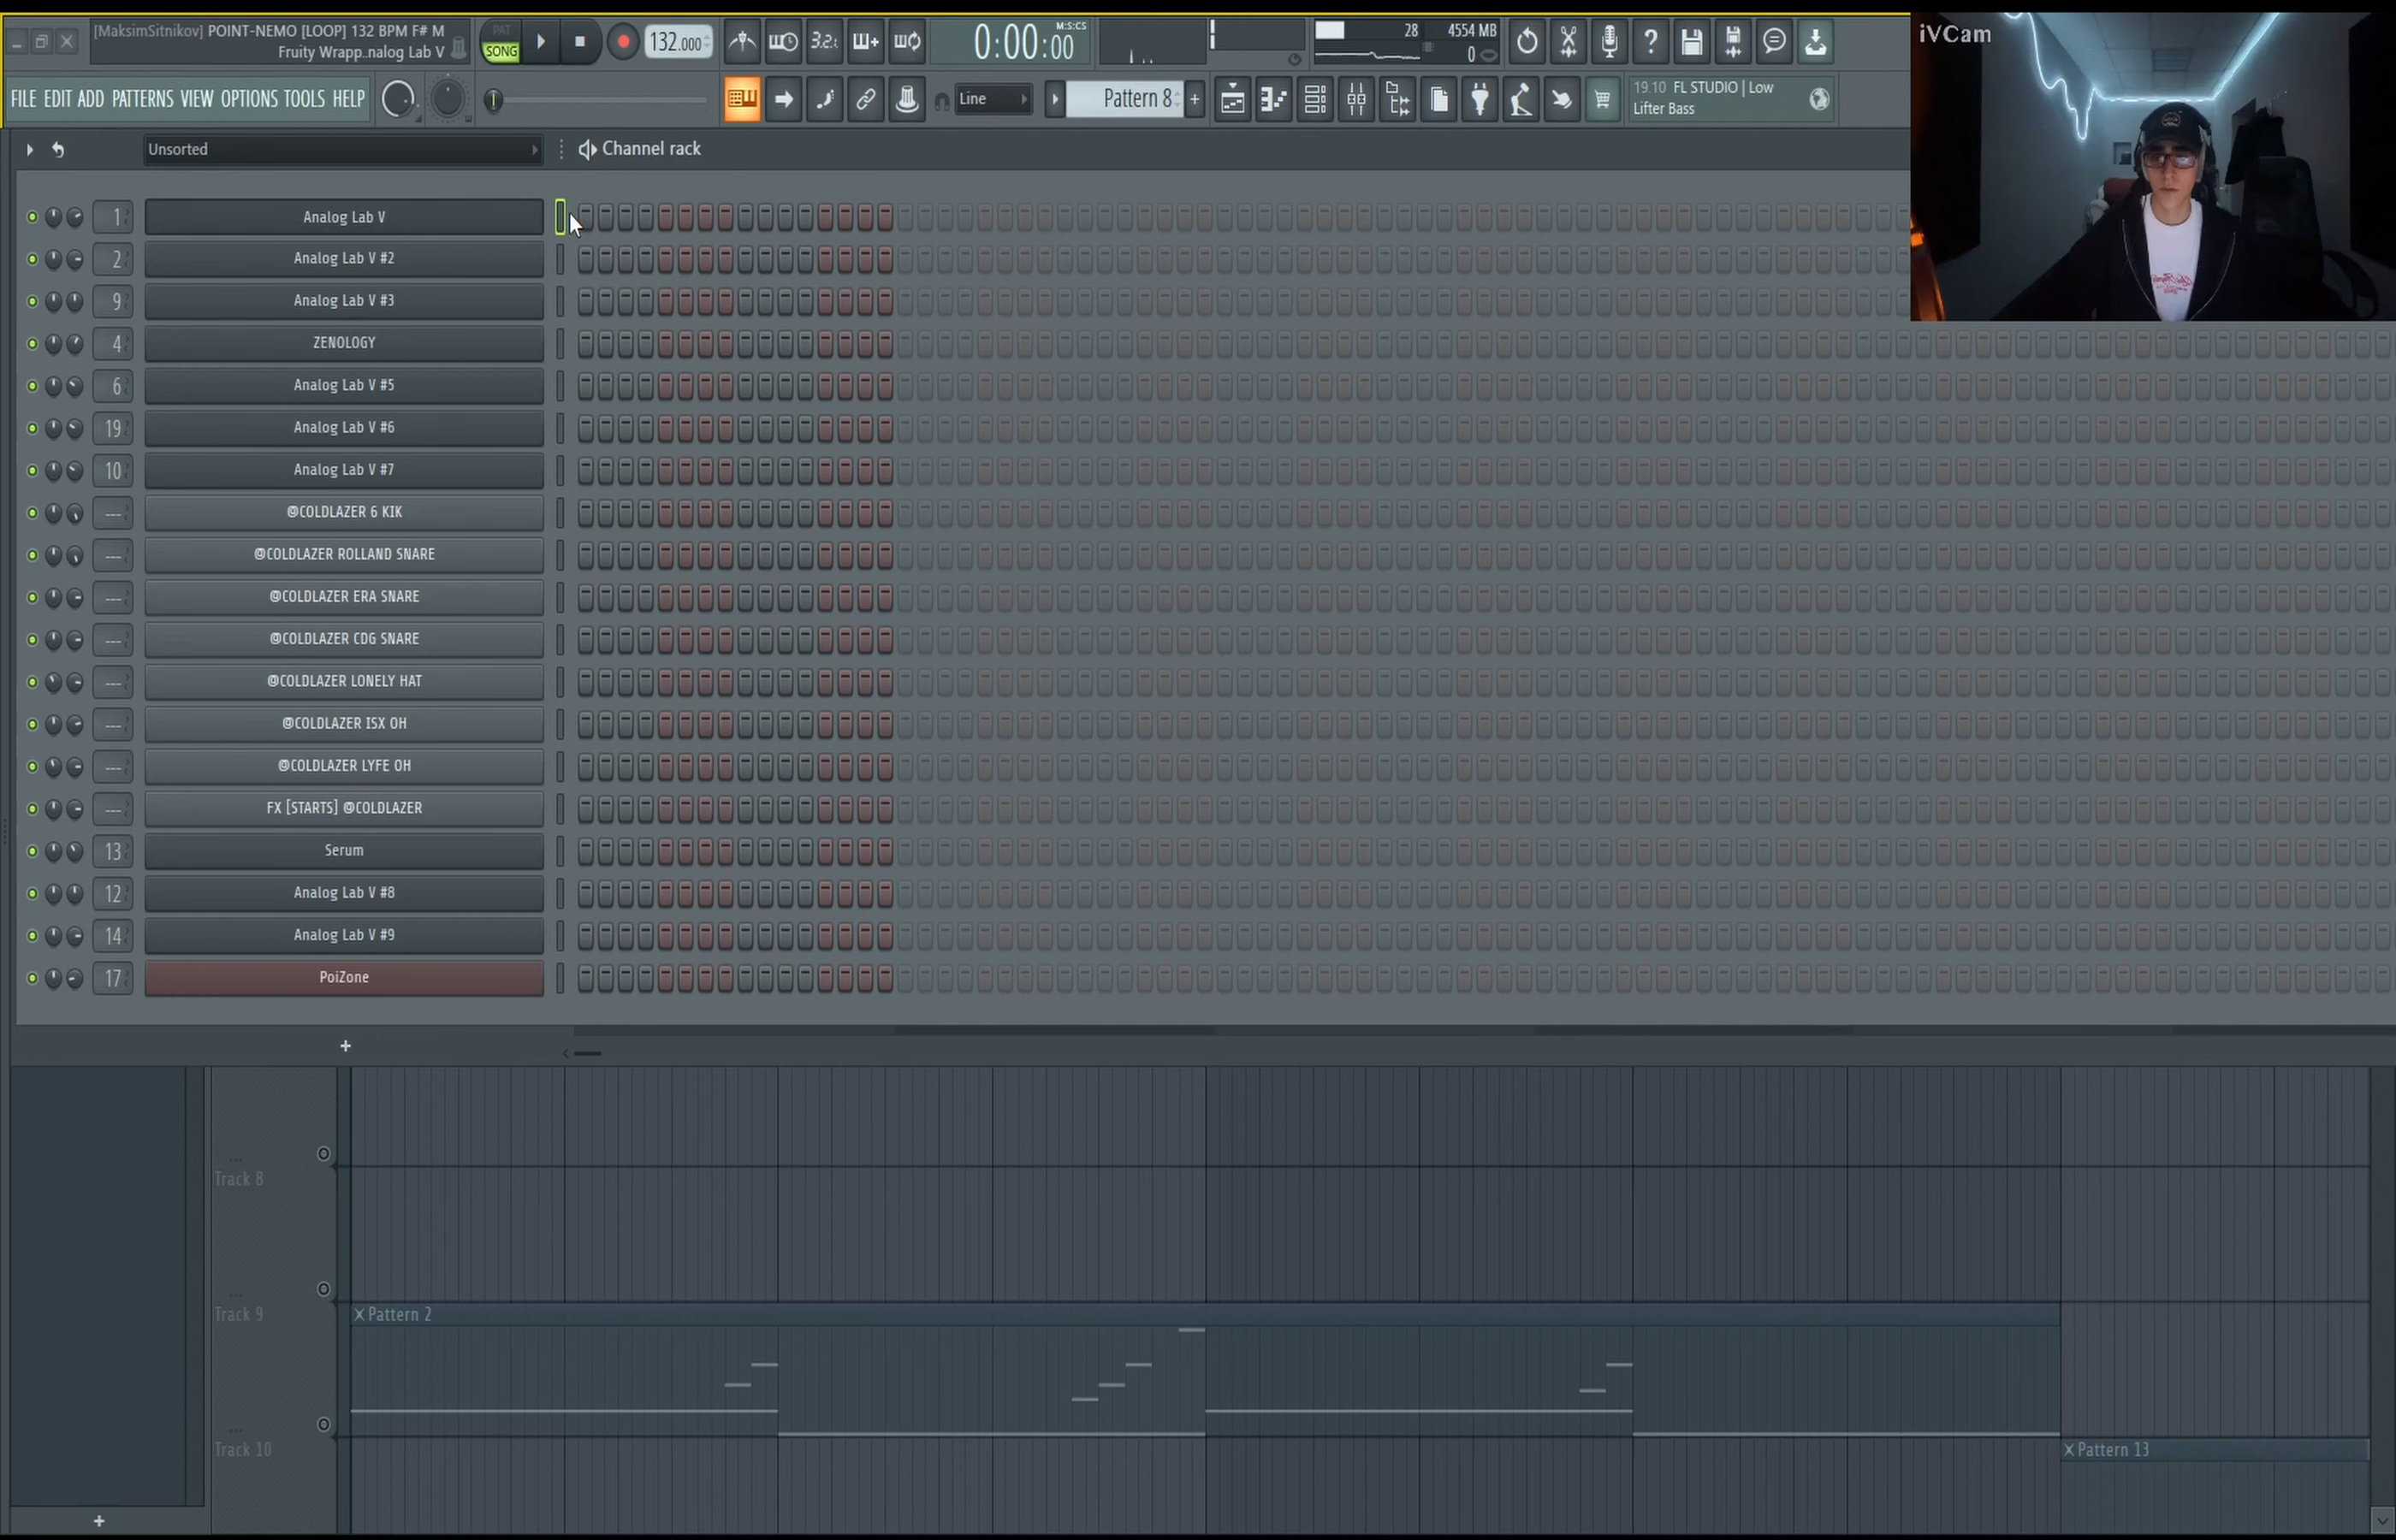 [MaksimSitnikov] POINT-NEMO [LOOP] 132 BPM F# M
Fruity Wrapp..nalog Lab V
PAT
SONG
132.000
3.2.
M:S:CS
0:00:00
28
4554 MB
0
iVCam
FILE EDIT ADD PATTERNS VIEW OPTIONS TOOLS HELP
Line
Pattern 8
+
19.10 FL STUDIO | Low
Lifter Bass
Unsorted
Channel rack
1 Analog Lab V
2 Analog Lab V #2
9 Analog Lab V #3
4 ZENOLOGY
6 Analog Lab V #5
19 Analog Lab V #6
10 Analog Lab V #7
--- @COLDLAZER 6 KIK
--- @COLDLAZER ROLLAND SNARE
--- @COLDLAZER ERA SNARE
--- @COLDLAZER CDG SNARE
--- @COLDLAZER LONELY HAT
--- @COLDLAZER ISX OH
--- @COLDLAZER LYFE OH
--- FX [STARTS] @COLDLAZER
13 Serum
12 Analog Lab V #8
14 Analog Lab V #9
17 PoiZone
+
Track 8
Track 9
Pattern 2
Track 10
Pattern 13
+